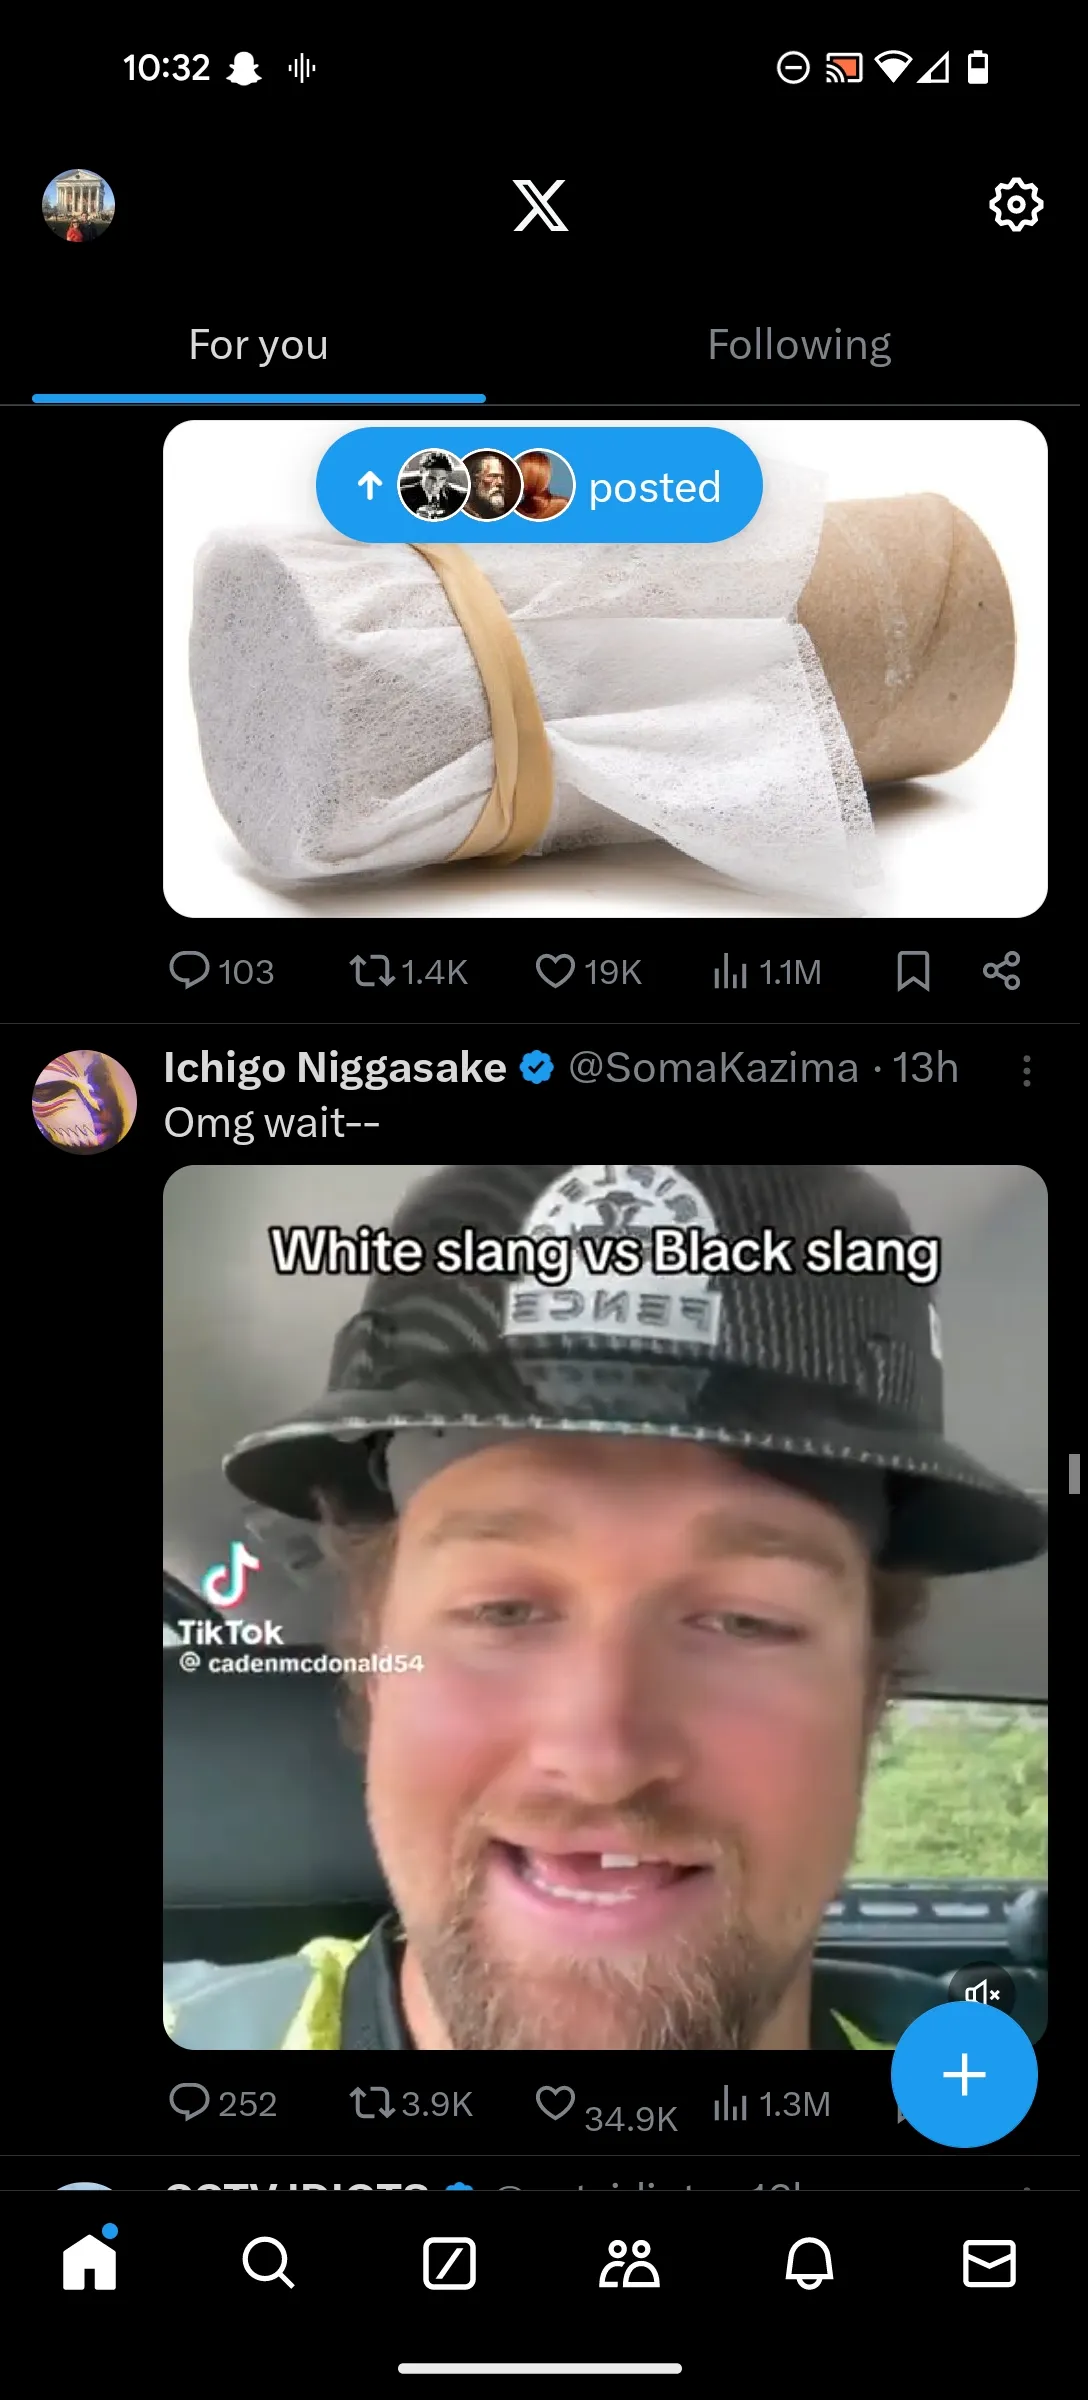 10:32
For you
Following
posted
103
1.4K
19K
1.1M
Ichigo Niggasake @SomaKazima · 13h
Omg wait--
White slang vs Black slang
FENCE
TikTok
@ cadenmcdonald54
252
3.9K
34.9K
1.3M